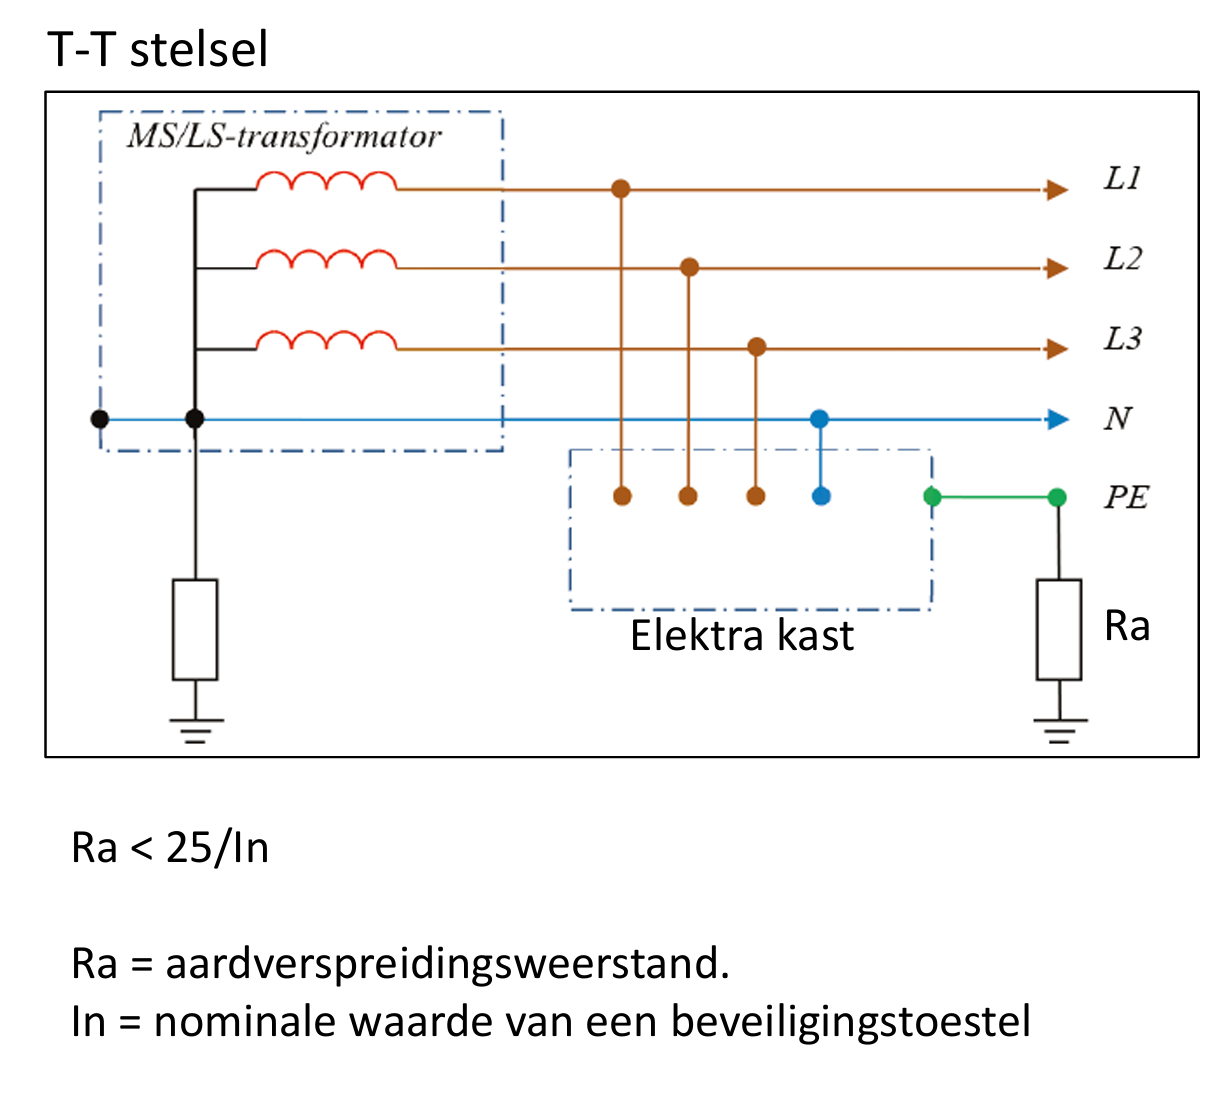 T-T stelsel
MS/LS-transformator
L1
L2
L3
N
PE
Elektra kast
Ra
Ra < 25/In
Ra = aardverspreidingsweerstand.
In = nominale waarde van een beveiligingstoestel